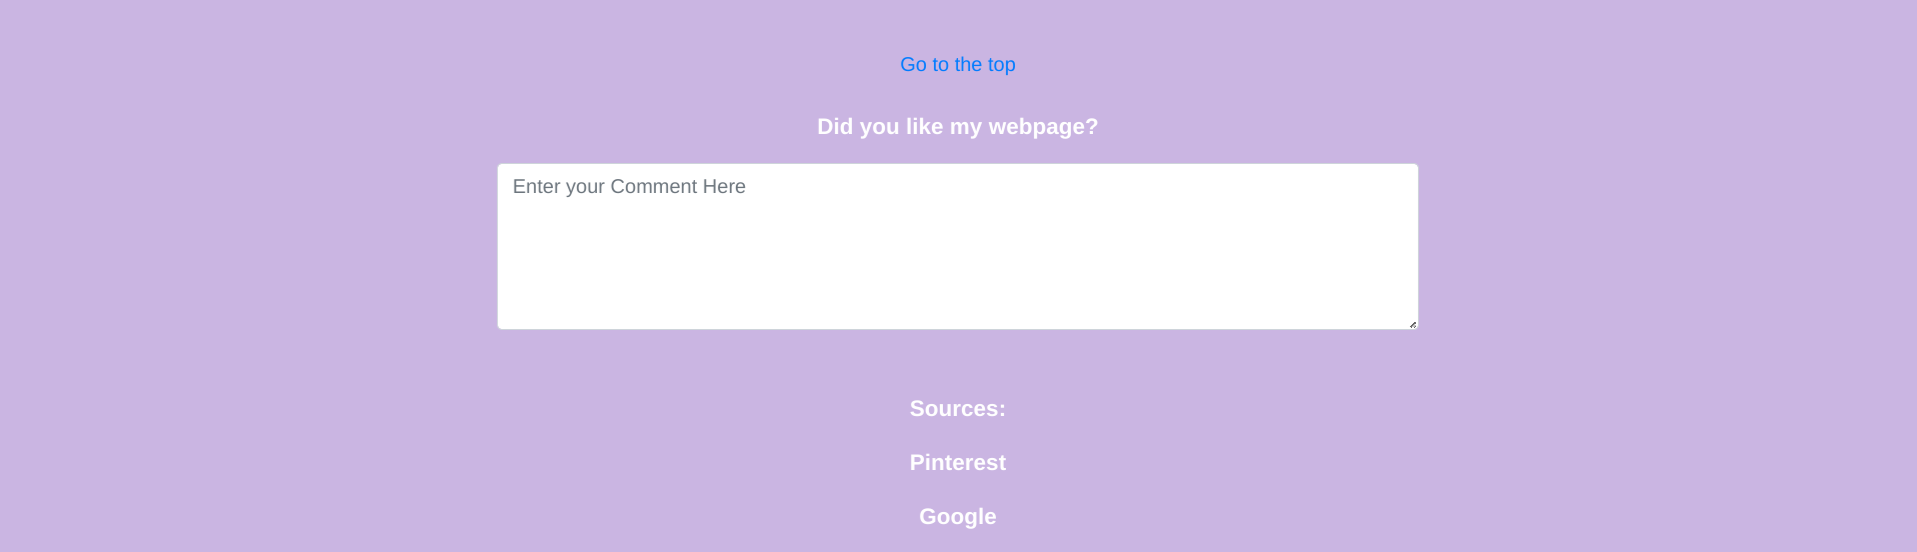 Go to the top
Did you like my webpage?
Enter your Comment Here
Sources:
Pinterest
Google